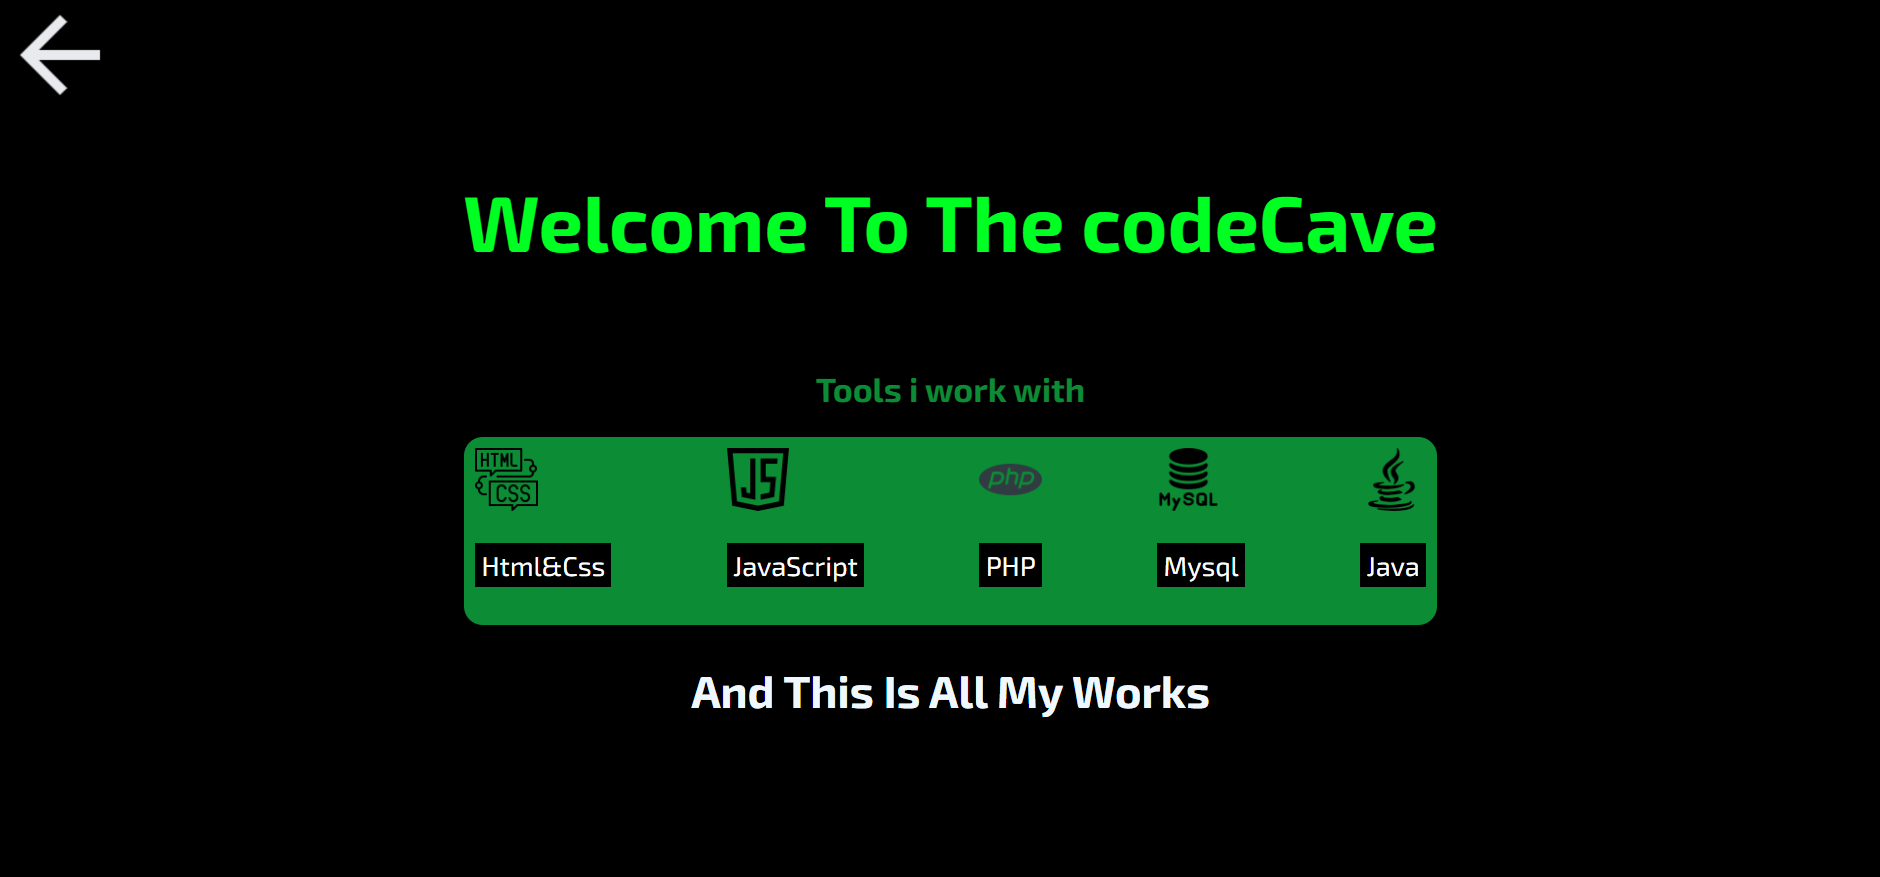 Welcome To The codeCave
Tools i work with
HTML
CSS
JS
php
MySQL
Html&Css
JavaScript
PHP
Mysql
Java
And This Is All My Works